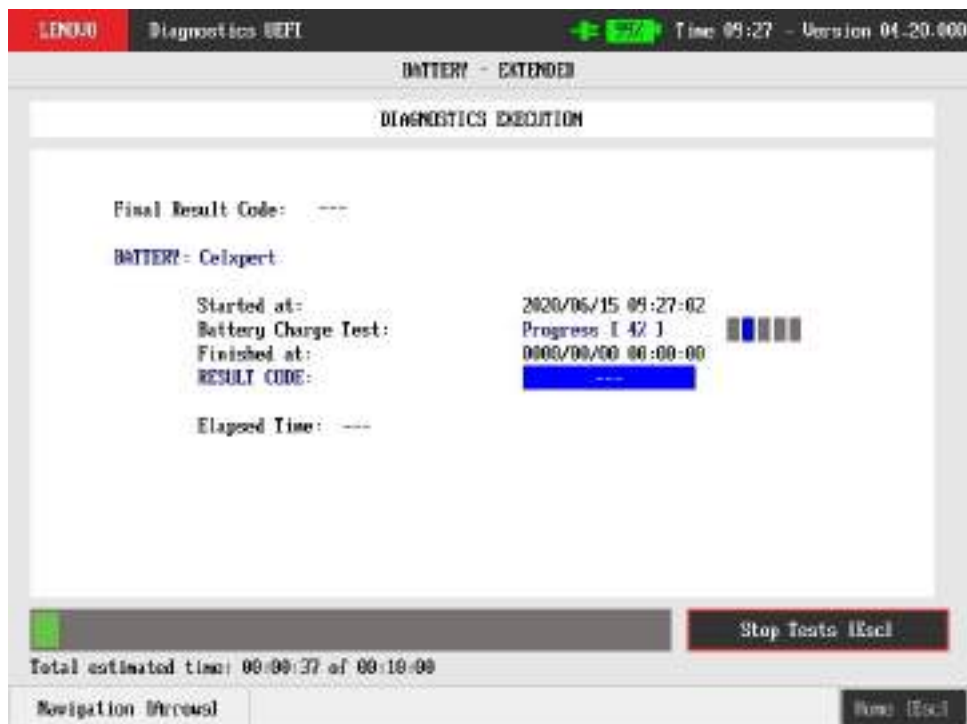 LENOVO Diagnostics UEFI Time 09:27 - Version 04.20.000
BATTERY - EXTENDED
DIAGNOSTICS EXECUTION
Final Result Code: ---
BATTERY: Celxpert
Started at: 2020/06/15 09:27:02
Battery Charge Test: Progress [ 4% ]
Finished at: 0000/00/00 00:00:00
RESULT CODE: ---
Elapsed Time: ---
Stop Tests [Esc]
Total estimated time: 00:00:37 of 00:10:00
Navigation [Arrows] Home [Esc]